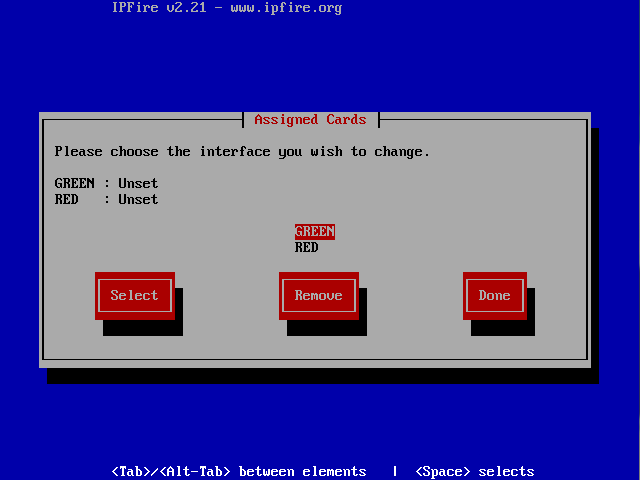 IPFire v2.21 - www.ipfire.org
Assigned Cards
Please choose the interface you wish to change.
GREEN : Unset
RED   : Unset
GREEN
RED
Select Remove Done
<Tab>/<Alt-Tab> between elements   |  <Space> selects